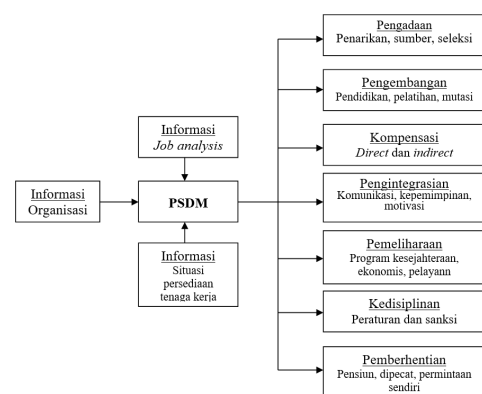 Informasi
Organisasi
Informasi
Job analysis
PSDM
Informasi
Situasi
persediaan
tenaga kerja
Pengadaan
Penarikan, sumber, seleksi
Pengembangan
Pendidikan, pelatihan, mutasi
Kompensasi
Direct dan indirect
Pengintegrasian
Komunikasi, kepemimpinan,
motivasi
Pemeliharaan
Program kesejahteraan,
ekonomis, pelayann
Kedisiplinan
Peraturan dan sanksi
Pemberhentian
Pensiun, dipecat, permintaan
sendiri